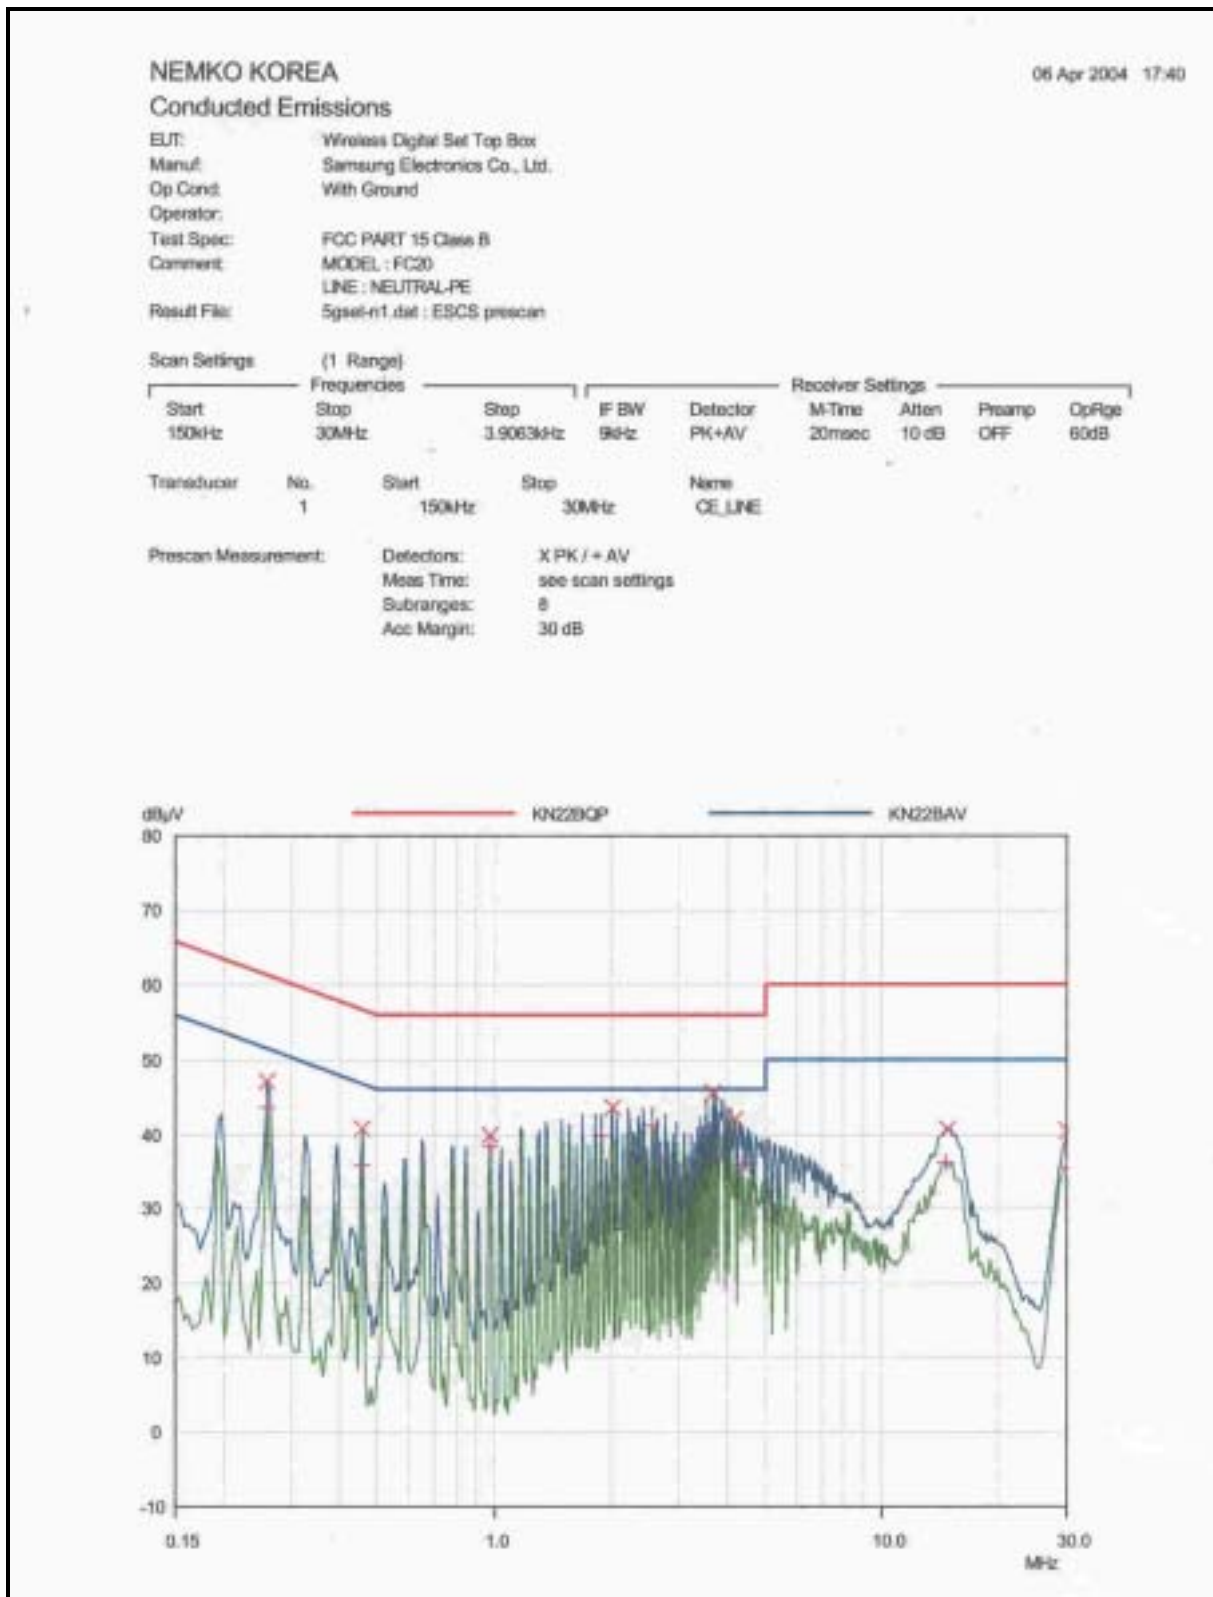 NEMKO KOREA 06 Apr 2004 17:40
Conducted Emissions
EUT: Wireless Digital Set Top Box
Manuf: Samsung Electronics Co., Ltd.
Op Cond: With Ground
Operator:
Test Spec: FCC PART 15 Class B
Comment: MODEL : FC20
LINE : NEUTRAL-PE
Result File: 5gset-n1.dat : ESCS prescan
Scan Settings (1 Range)
Frequencies Receiver Settings
Start Stop Step IF BW Detector M-Time Atten Preamp OpRge
150kHz 30MHz 3.9063kHz 9kHz PK+AV 20msec 10 dB OFF 60dB
Transducer No. Start Stop Name
1 150kHz 30MHz CE_LINE
Prescan Measurement: Detectors: X PK / + AV
Meas Time: see scan settings
Subranges: 8
Acc Margin: 30 dB
dBµV KN22BQP KN22BAV
80
70
60
50
40
30
20
10
0
-10
0.15 1.0 10.0 30.0
MHz